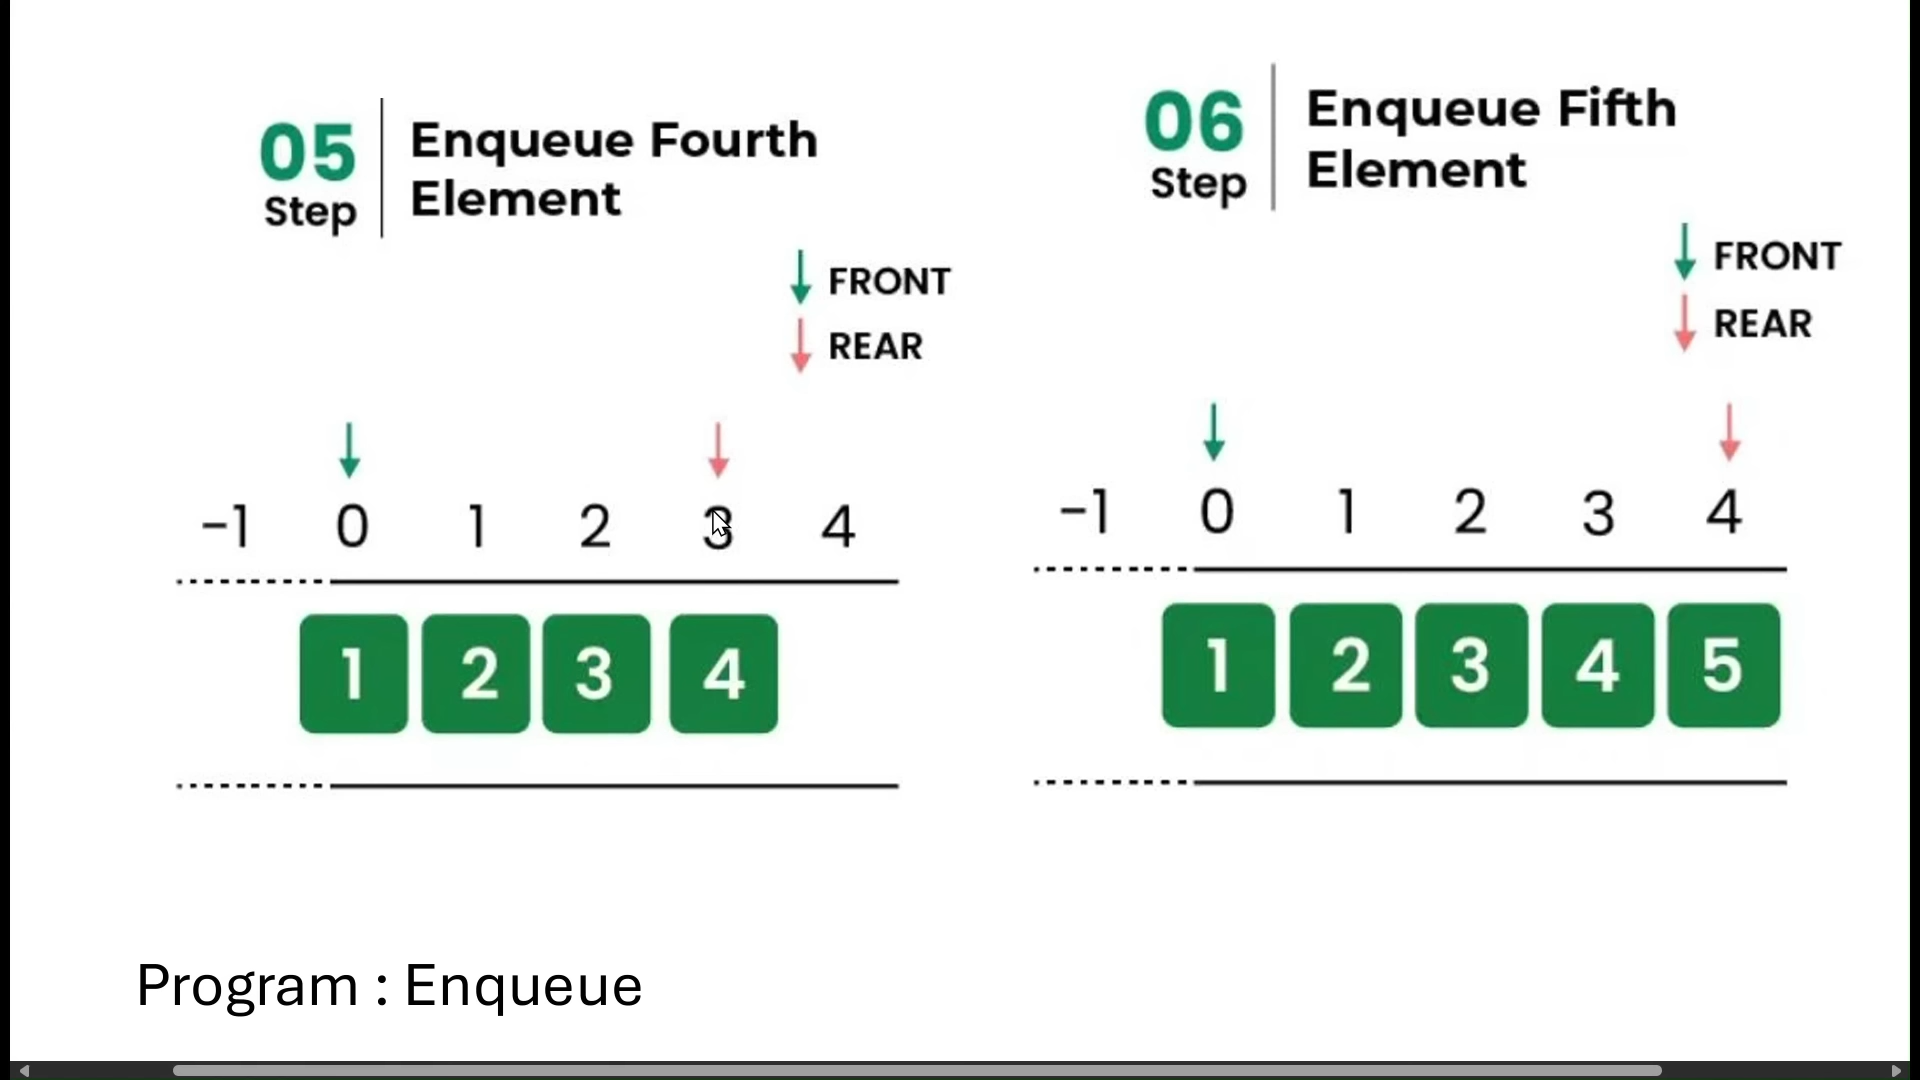 05
Step
Enqueue Fourth
Element
FRONT
REAR
-1 0 1 2 3 4
1 2 3 4
06
Step
Enqueue Fifth
Element
FRONT
REAR
-1 0 1 2 3 4
1 2 3 4 5
Program : Enqueue